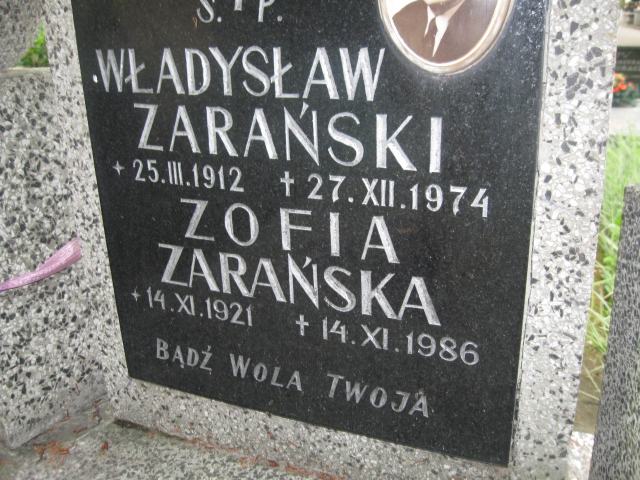 S. † P.
WŁADYSŁAW
ZARAŃSKI
* 25.III.1912 † 27.XII.1974
ZOFIA
ZARAŃSKA
* 14.XI.1921 † 14.XI.1986
BĄDŹ WOLA TWOJA